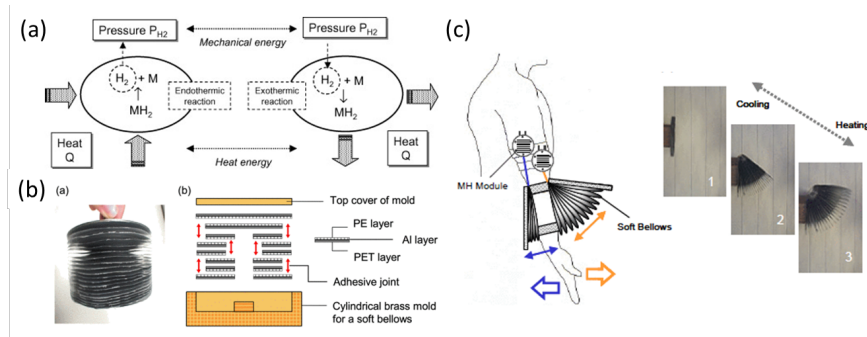 (a)
Pressure P_H2
Mechanical energy
Pressure P_H2
H₂ + M
MH₂
Endothermic
reaction
Exothermic
reaction
H₂ + M
MH₂
Heat
Q
Heat energy
Heat
Q
(b)
(a)
(b)
Top cover of mold
PE layer
Al layer
PET layer
Adhesive joint
Cylindrical brass mold
for a soft bellows
(c)
MH Module
Soft Bellows
Cooling
Heating
1
2
3